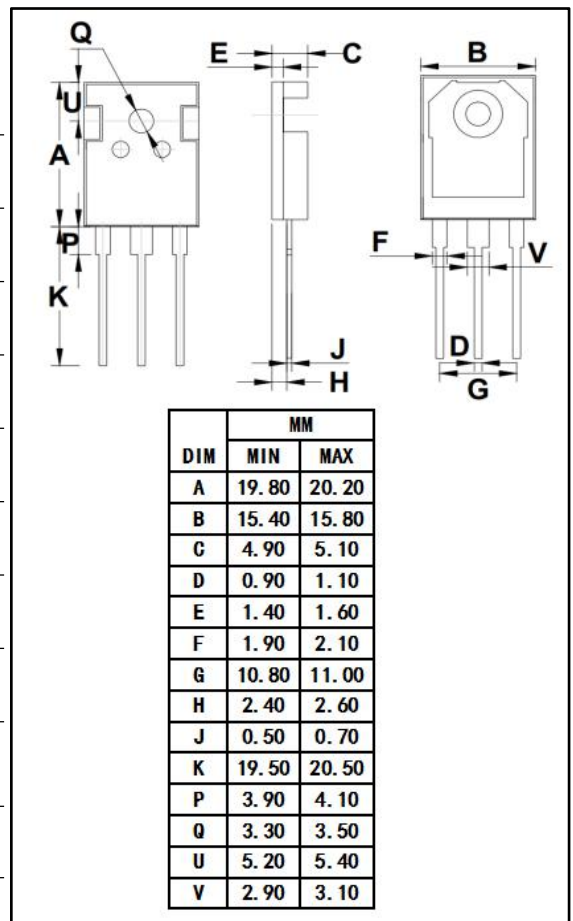 Q
E
C
B
U
A
P
K
F
V
J
H
D
G
MM
DIM MIN MAX
A 19.80 20.20
B 15.40 15.80
C 4.90 5.10
D 0.90 1.10
E 1.40 1.60
F 1.90 2.10
G 10.80 11.00
H 2.40 2.60
J 0.50 0.70
K 19.50 20.50
P 3.90 4.10
Q 3.30 3.50
U 5.20 5.40
V 2.90 3.10